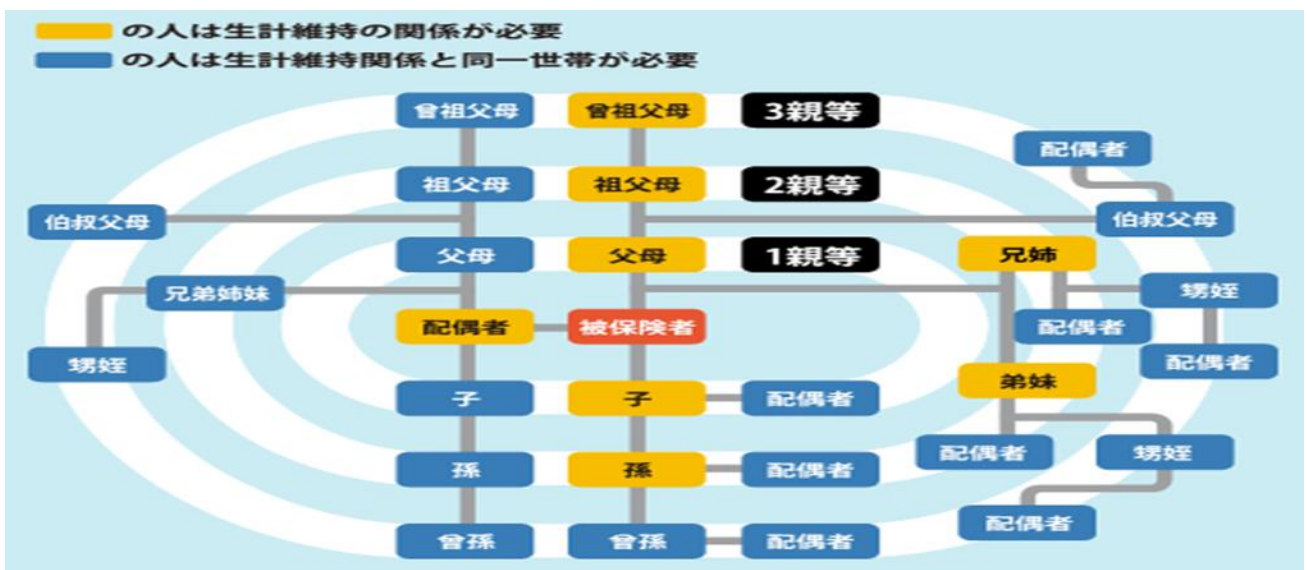 の人は生計維持の関係が必要
の人は生計維持関係と同一世帯が必要
曾祖父母 曾祖父母 3親等
配偶者
祖父母 祖父母 2親等
伯叔父母 伯叔父母
父母 父母 1親等 兄姉
兄弟姉妹 甥姪
配偶者 被保険者 配偶者
甥姪 配偶者
弟妹
子 子 配偶者
配偶者 甥姪
孫 孫 配偶者
配偶者
曾孫 曾孫 配偶者